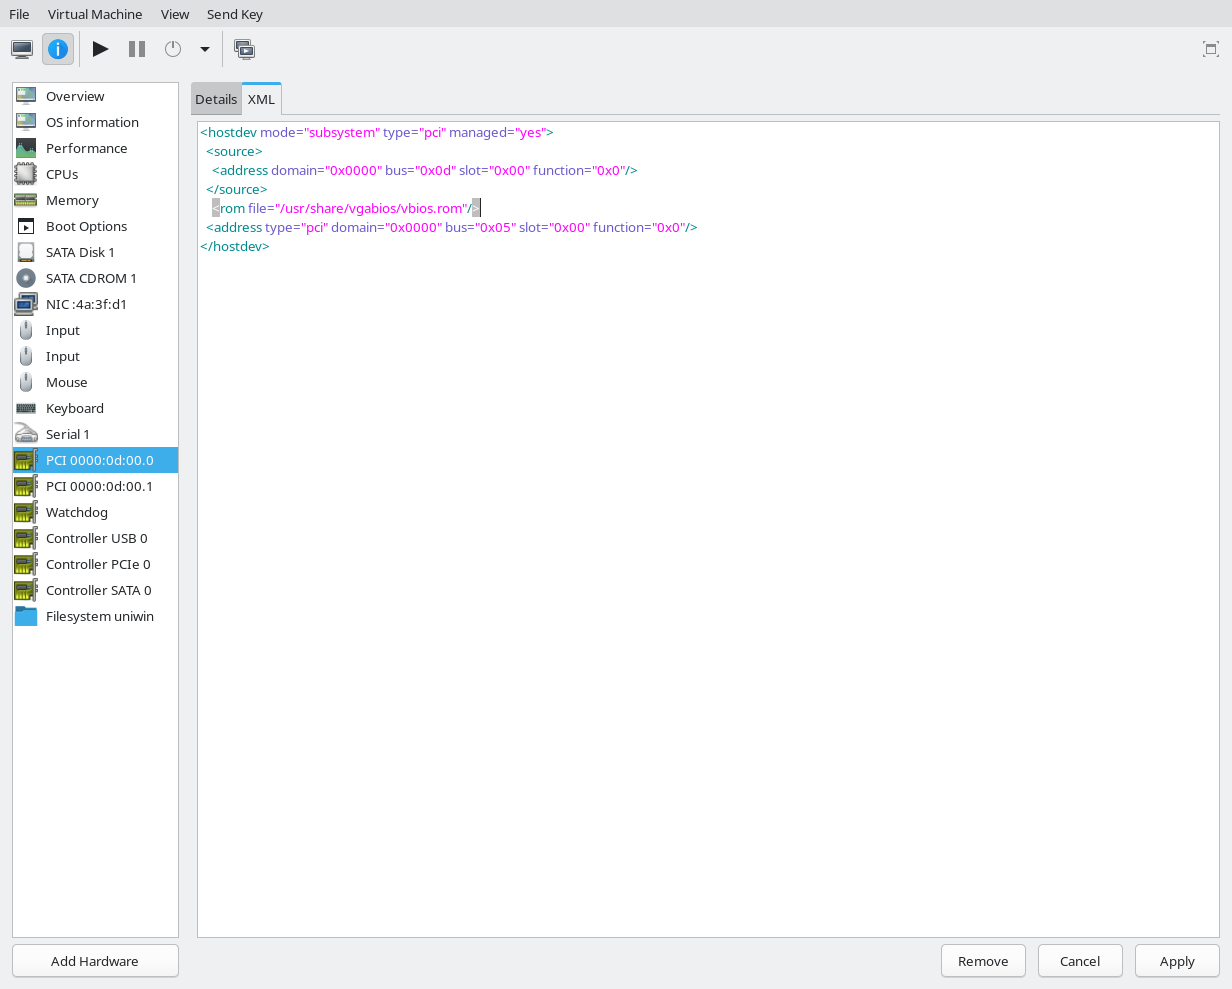 File Virtual Machine View Send Key
Overview
OS information
Performance
CPUs
Memory
Boot Options
SATA Disk 1
SATA CDROM 1
NIC :4a:3f:d1
Input
Input
Mouse
Keyboard
Serial 1
PCI 0000:0d:00.0
PCI 0000:0d:00.1
Watchdog
Controller USB 0
Controller PCIe 0
Controller SATA 0
Filesystem uniwin
Add Hardware
Details XML
<hostdev mode="subsystem" type="pci" managed="yes">
  <source>
    <address domain="0x0000" bus="0x0d" slot="0x00" function="0x0"/>
  </source>
    <rom file="/usr/share/vgabios/vbios.rom"/>
  <address type="pci" domain="0x0000" bus="0x05" slot="0x00" function="0x0"/>
</hostdev>
Remove Cancel Apply